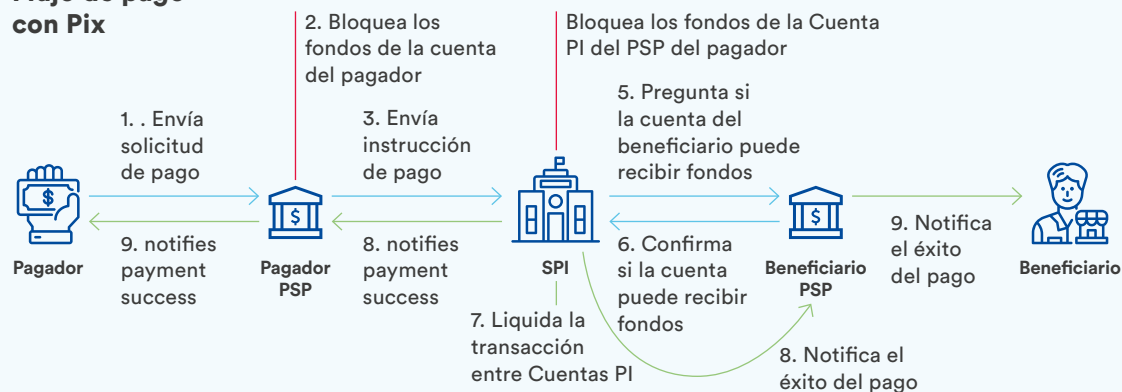 con Pix
2. Bloquea los
fondos de la cuenta
del pagador
Bloquea los fondos de la Cuenta
PI del PSP del pagador
1. . Envía
solicitud
de pago
3. Envía
instrucción
de pago
5. Pregunta si
la cuenta del
beneficiario puede
recibir fondos
9. notifies
payment
success
8. notifies
payment
success
6. Confirma
si la cuenta
puede recibir
fondos
9. Notifica
el éxito
del pago
Pagador
Pagador
PSP
SPI
Beneficiario
PSP
Beneficiario
7. Liquida la
transacción
entre Cuentas PI
8. Notifica el
éxito del pago